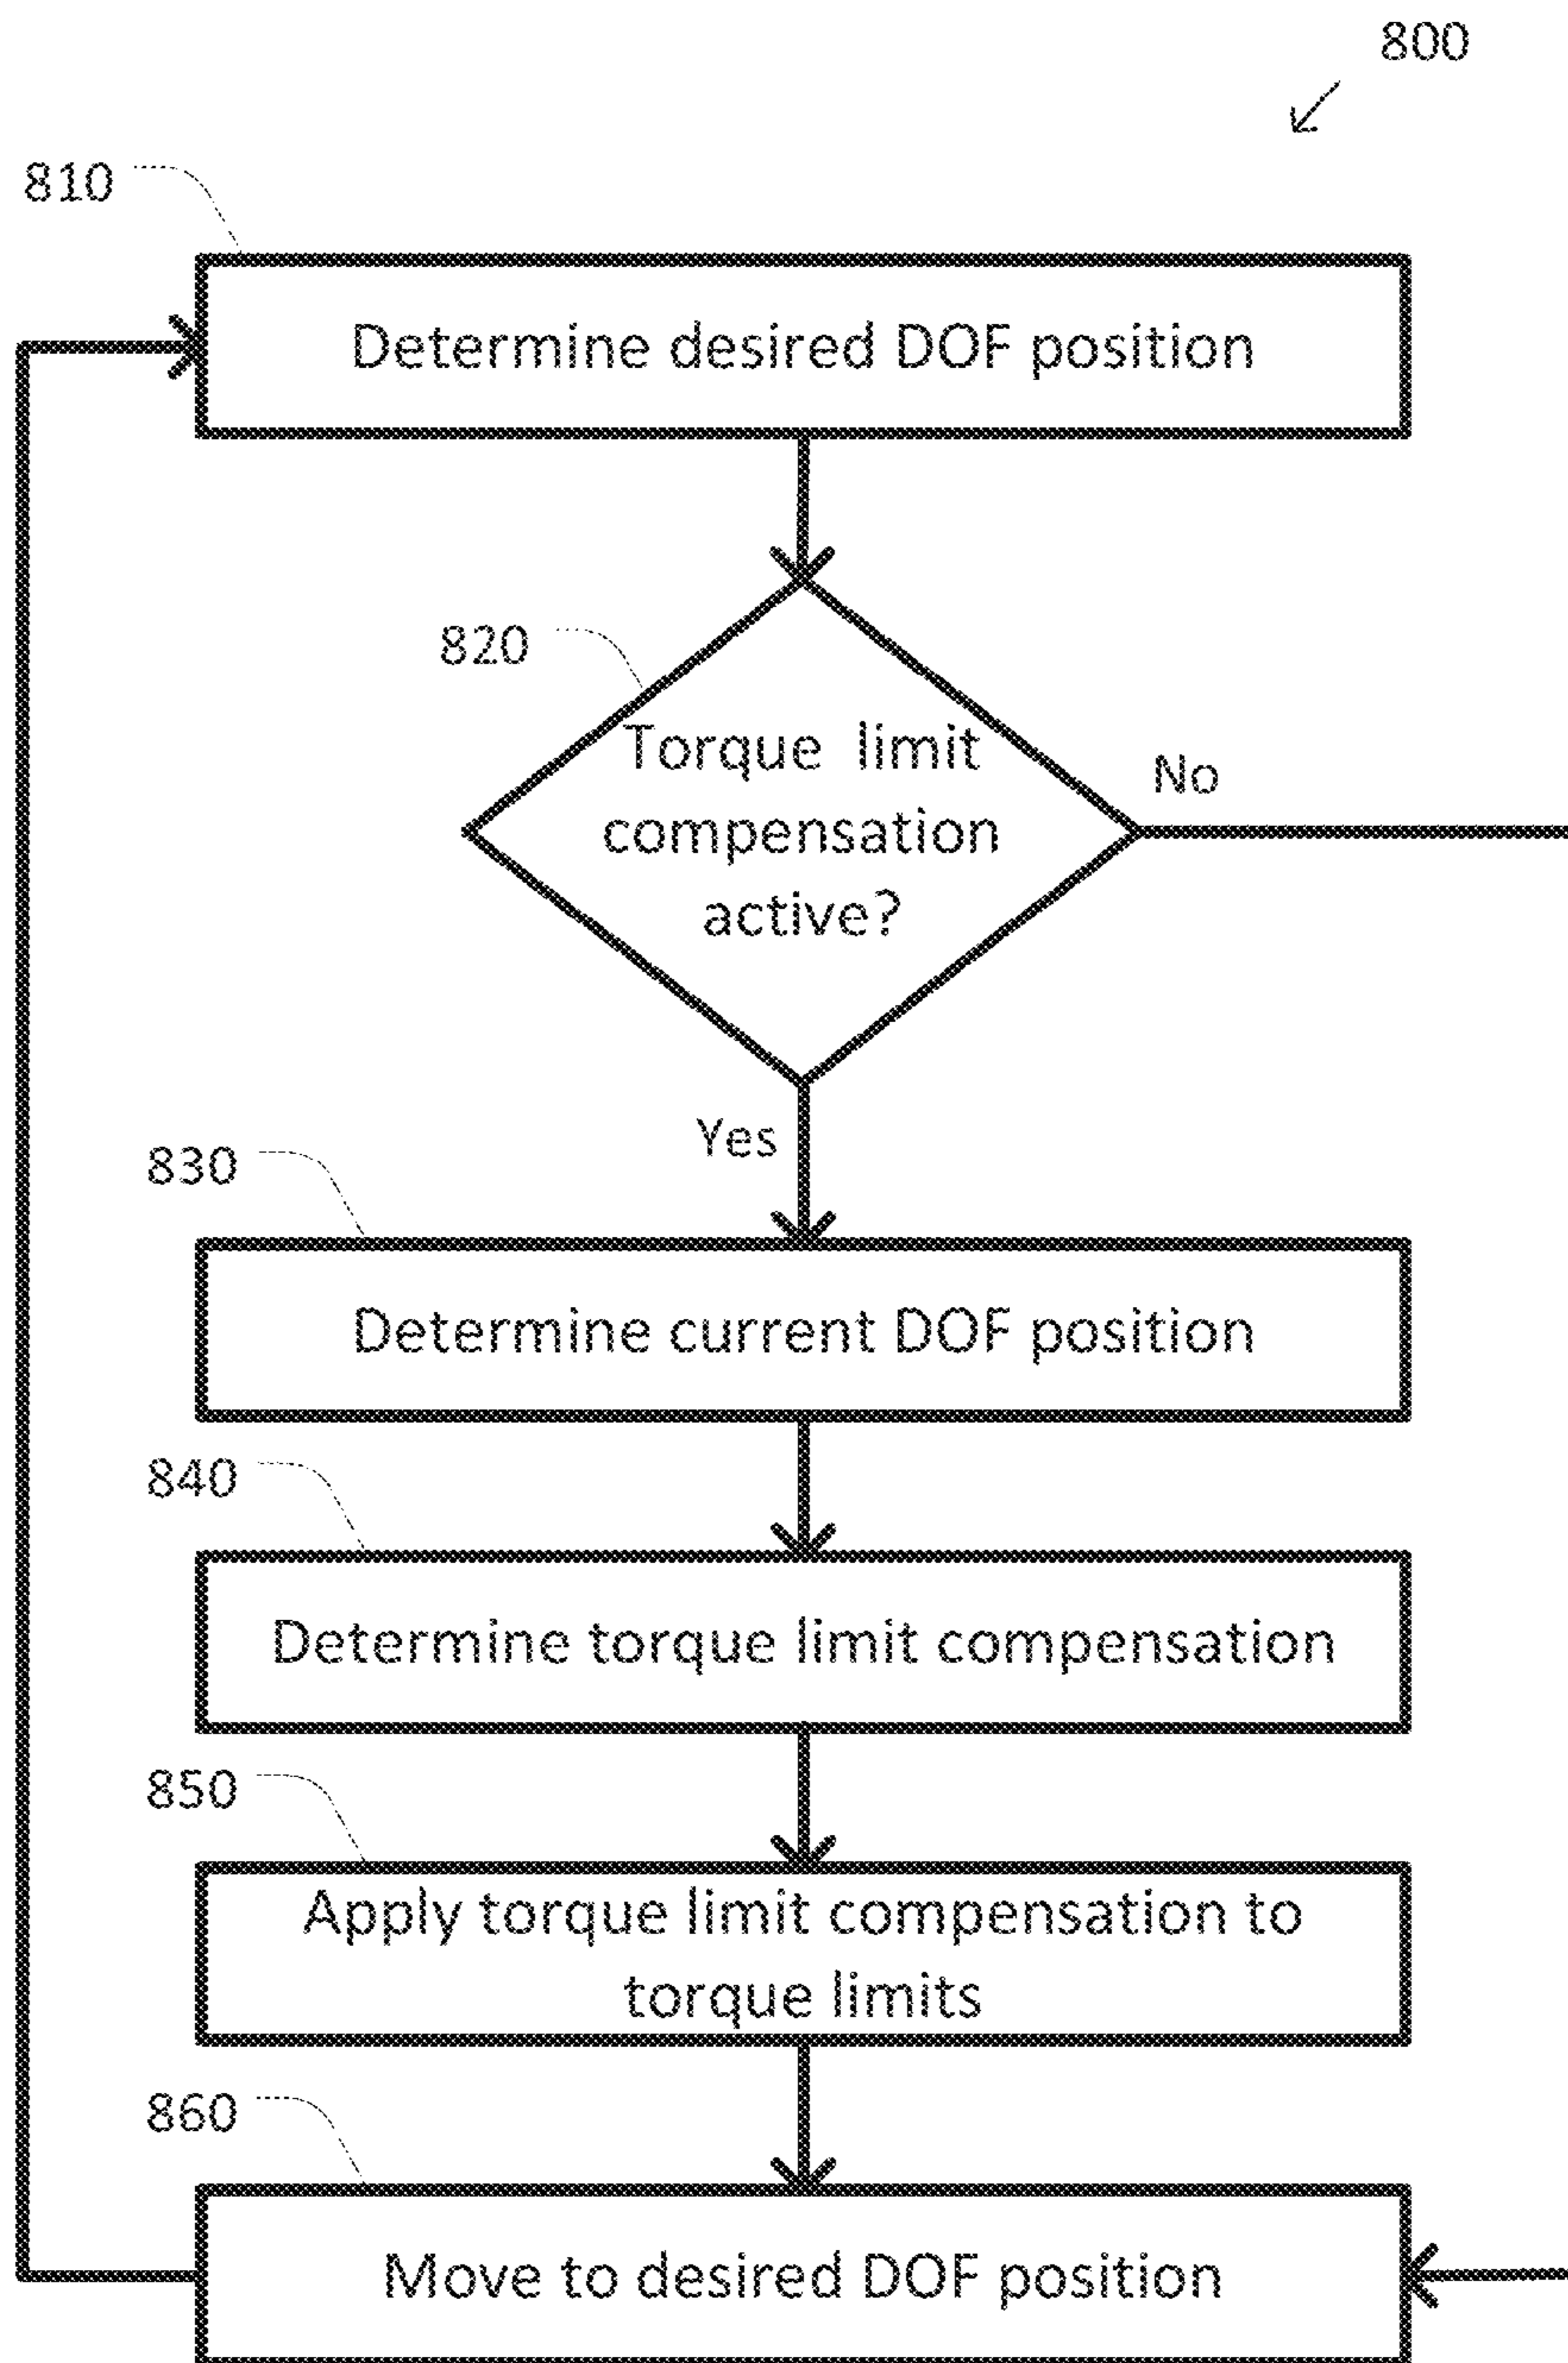 800
810
Determine desired DOF position
820
Torque limit
compensation
active?
No
Yes
830
Determine current DOF position
840
Determine torque limit compensation
850
Apply torque limit compensation to
torque limits
860
Move to desired DOF position